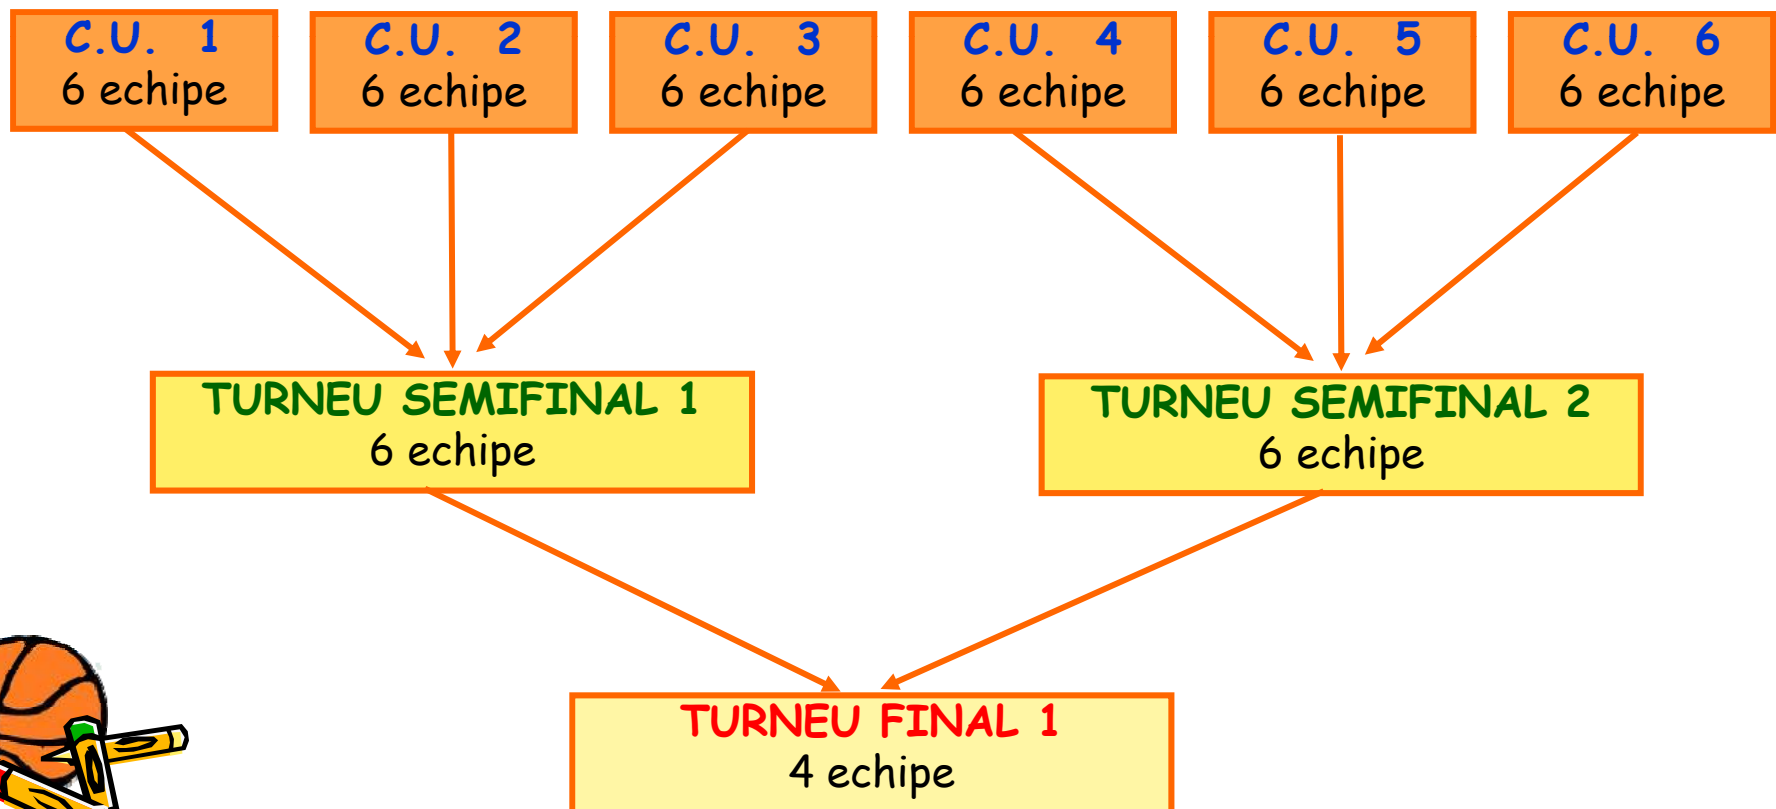 C.U. 1
6 echipe
C.U. 2
6 echipe
C.U. 3
6 echipe
C.U. 4
6 echipe
C.U. 5
6 echipe
C.U. 6
6 echipe
TURNEU SEMIFINAL 1
6 echipe
TURNEU SEMIFINAL 2
6 echipe
TURNEU FINAL 1
4 echipe